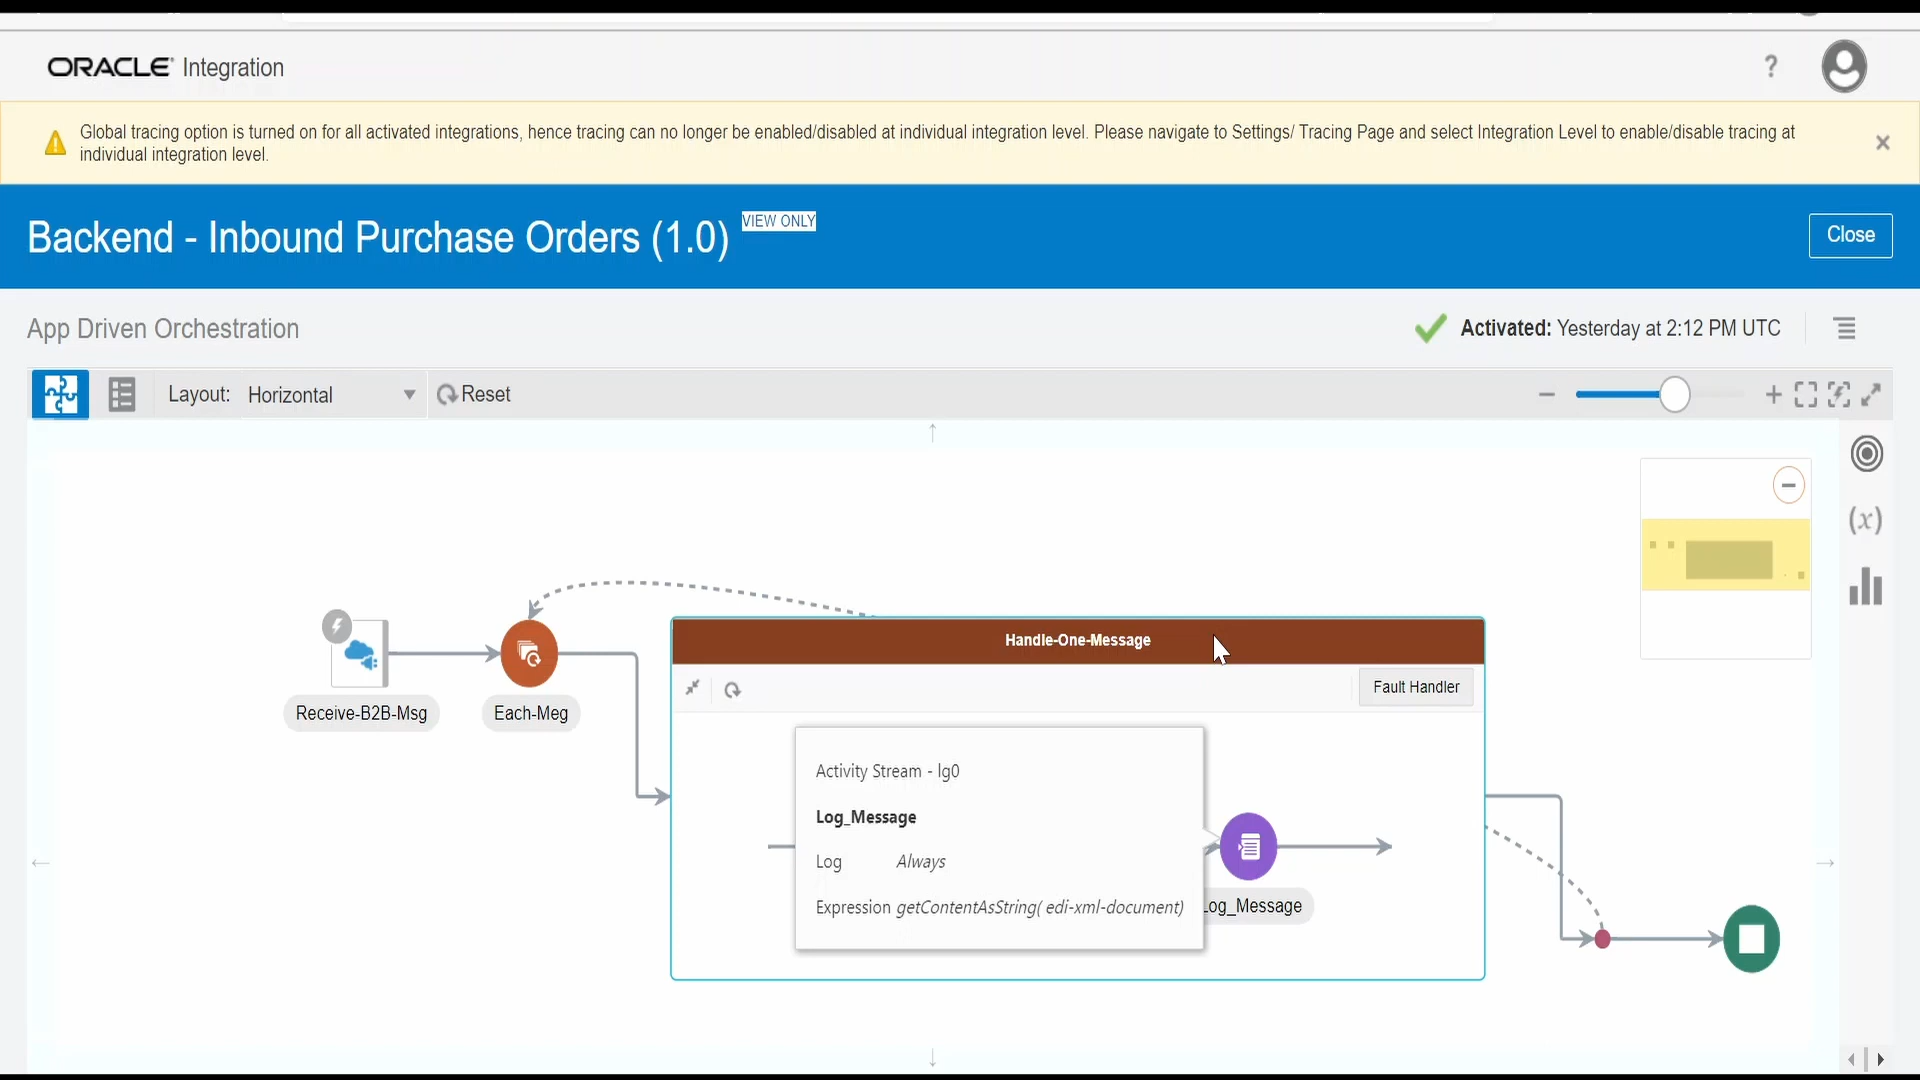 ORACLE Integration
?
Global tracing option is turned on for all activated integrations, hence tracing can no longer be enabled/disabled at individual integration level. Please navigate to Settings/ Tracing Page and select Integration Level to enable/disable tracing at
individual integration level.
Backend - Inbound Purchase Orders (1.0) VIEW ONLY
Close
App Driven Orchestration
Activated: Yesterday at 2:12 PM UTC
Layout: Horizontal
Reset
(x)
Handle-One-Message
Fault Handler
Receive-B2B-Msg
Each-Meg
Activity Stream - lg0
Log_Message
Log Always
Expression getContentAsString( edi-xml-document)
Log_Message